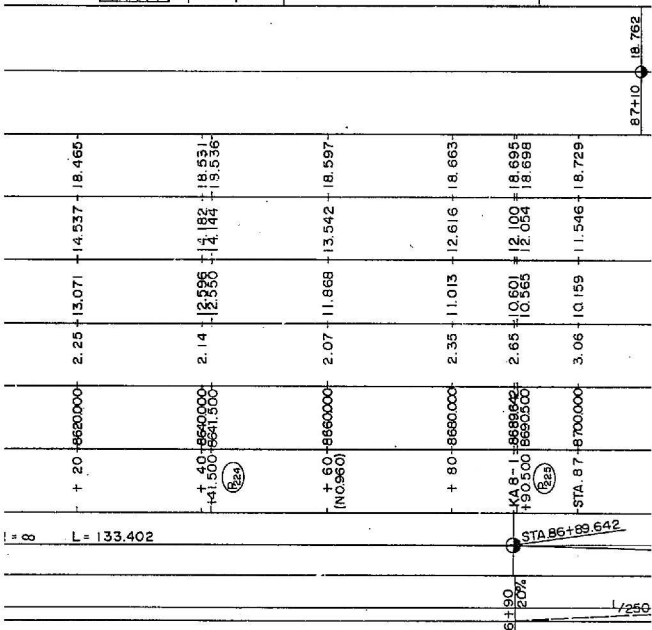 + 20 8620.000 2.25 13.071 14.537 18.465
+ 40 8640.000 2.14 12.596 14.182 18.531
+41.500 8641.500 12.550 14.144 18.536
P224
+ 60 8660.000 2.07 11.868 13.542 18.597
(NO.960)
+ 80 8680.000 2.35 11.013 12.616 18.663
KA 8-1 8689.642 2.65 10.601 12.100 18.695
+90.500 8690.500 10.565 12.054 18.698
P225
STA. 87 8700.000 3.06 10.159 11.546 18.729
87+10 18.762
= ∞ L = 133.402
STA.86+89.642
6+90
20%
1/250